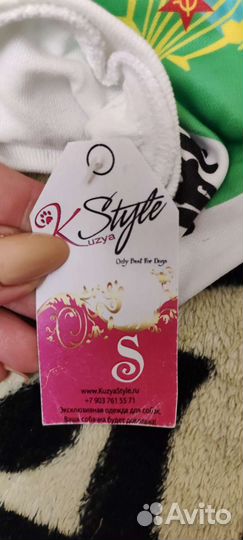 Kuzya Style
Only Best For Dogs
S
www.KuzyaStyle.ru
+7 903 761 55 71
Эксклюзивная одежда для собак,
Ваша собачка будет довольна!
Avito